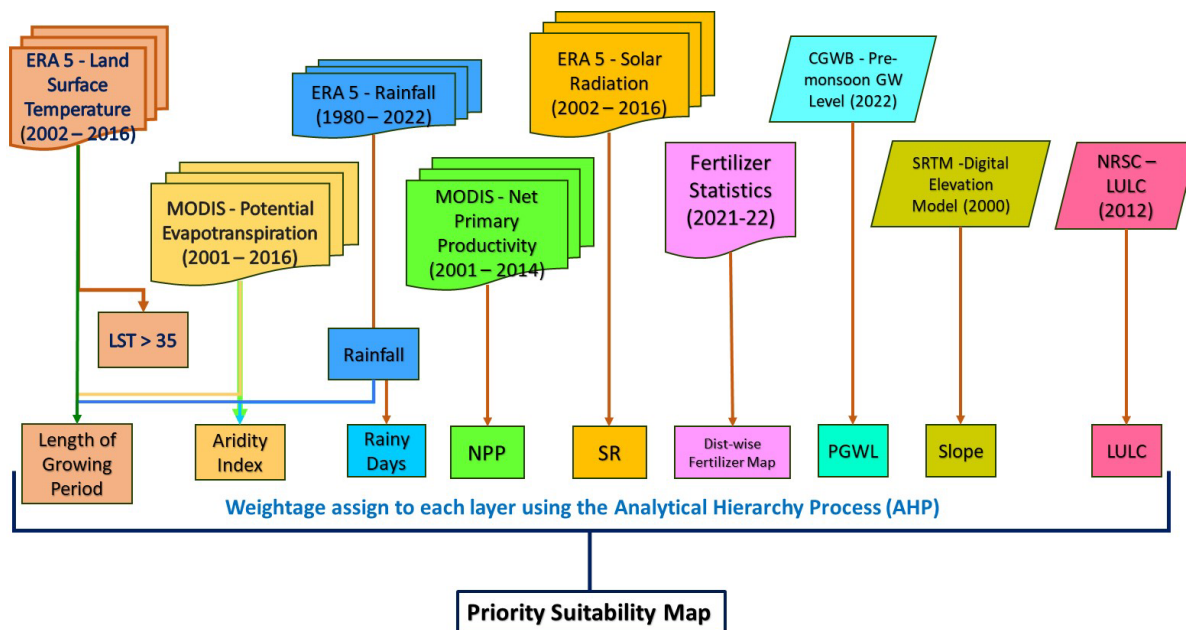 ERA 5 - Land
Surface
Temperature
(2002 – 2016)
ERA 5 - Rainfall
(1980 – 2022)
ERA 5 - Solar
Radiation
(2002 – 2016)
CGWB - Pre-
monsoon GW
Level (2022)
MODIS - Potential
Evapotranspiration
(2001 - 2016)
MODIS - Net
Primary
Productivity
(2001 – 2014)
Fertilizer
Statistics
(2021-22)
SRTM -Digital
Elevation
Model (2000)
NRSC –
LULC
(2012)
LST > 35
Rainfall
Length of
Growing
Period
Aridity
Index
Rainy
Days
NPP
SR
Dist-wise
Fertilizer Map
PGWL
Slope
LULC
Weightage assign to each layer using the Analytical Hierarchy Process (AHP)
Priority Suitability Map